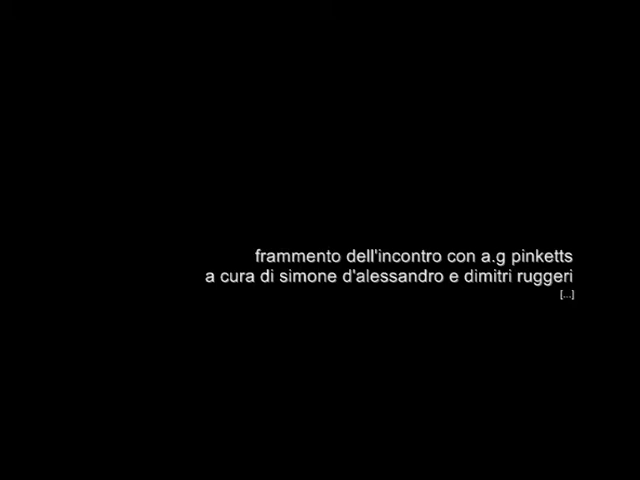 frammento dell'incontro con a.g pinketts
a cura di simone d'alessandro e dimitri ruggeri
[...]